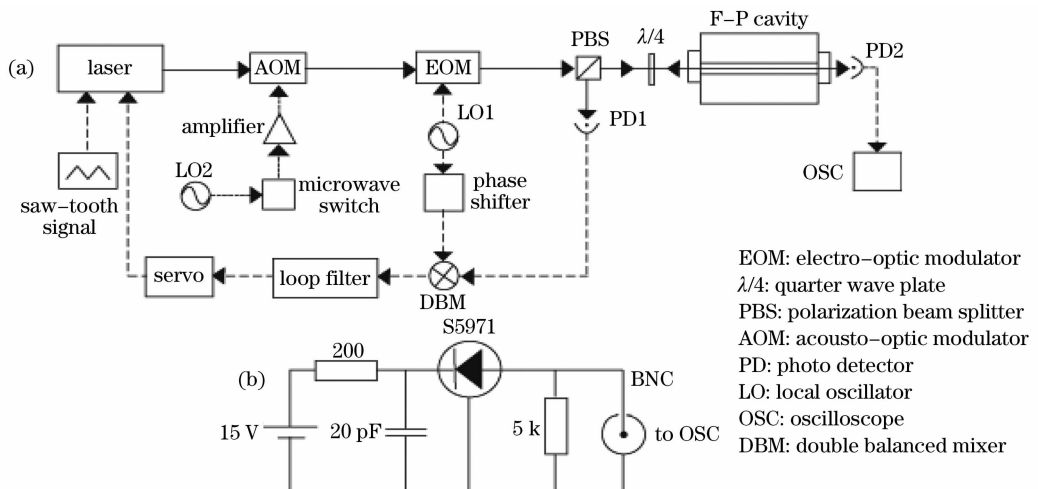 (a)
laser
AOM
EOM
PBS
λ/4
F−P cavity
PD2
amplifier
LO1
PD1
LO2
microwave
switch
phase
shifter
OSC
saw−tooth
signal
servo
loop filter
DBM
EOM: electro−optic modulator
λ/4: quarter wave plate
PBS: polarization beam splitter
AOM: acousto−optic modulator
PD: photo detector
LO: local oscillator
OSC: oscilloscope
DBM: double balanced mixer
(b)
200
S5971
BNC
15 V
20 pF
5 k
to OSC